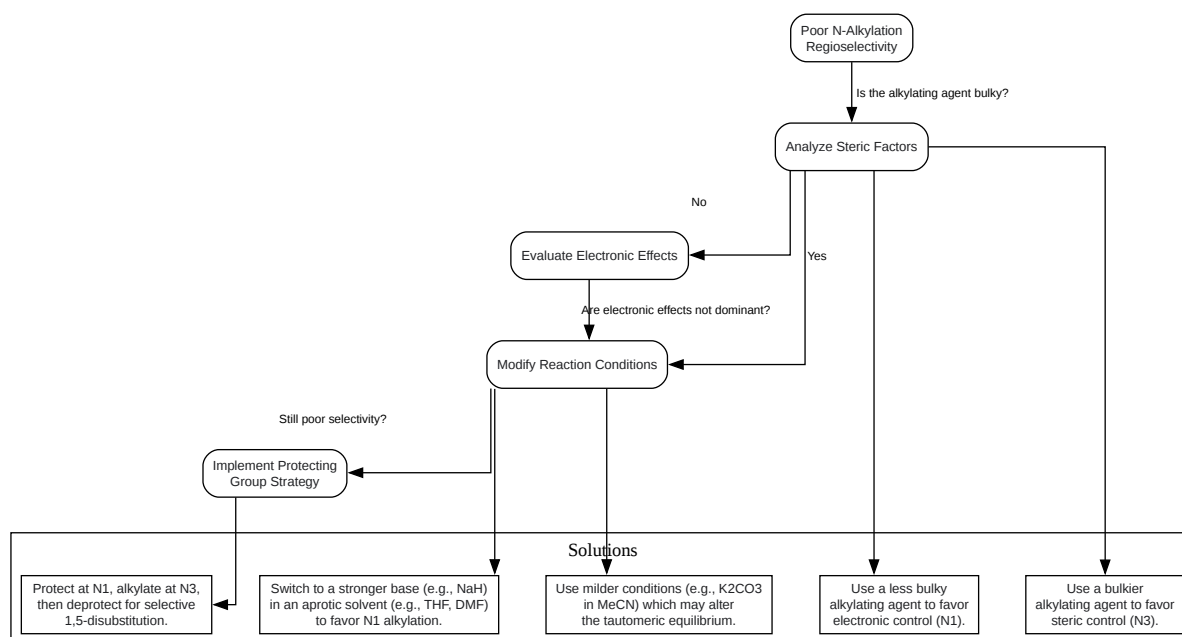 Poor N-Alkylation
Regioselectivity
Is the alkylating agent bulky?
Analyze Steric Factors
No
Evaluate Electronic Effects
Yes
Are electronic effects not dominant?
Modify Reaction Conditions
Still poor selectivity?
Implement Protecting
Group Strategy
Solutions
Protect at N1, alkylate at N3,
then deprotect for selective
1,5-disubstitution.
Switch to a stronger base (e.g., NaH)
in an aprotic solvent (e.g., THF, DMF)
to favor N1 alkylation.
Use milder conditions (e.g., K2CO3
in MeCN) which may alter
the tautomeric equilibrium.
Use a less bulky
alkylating agent to favor
electronic control (N1).
Use a bulkier
alkylating agent to favor
steric control (N3).